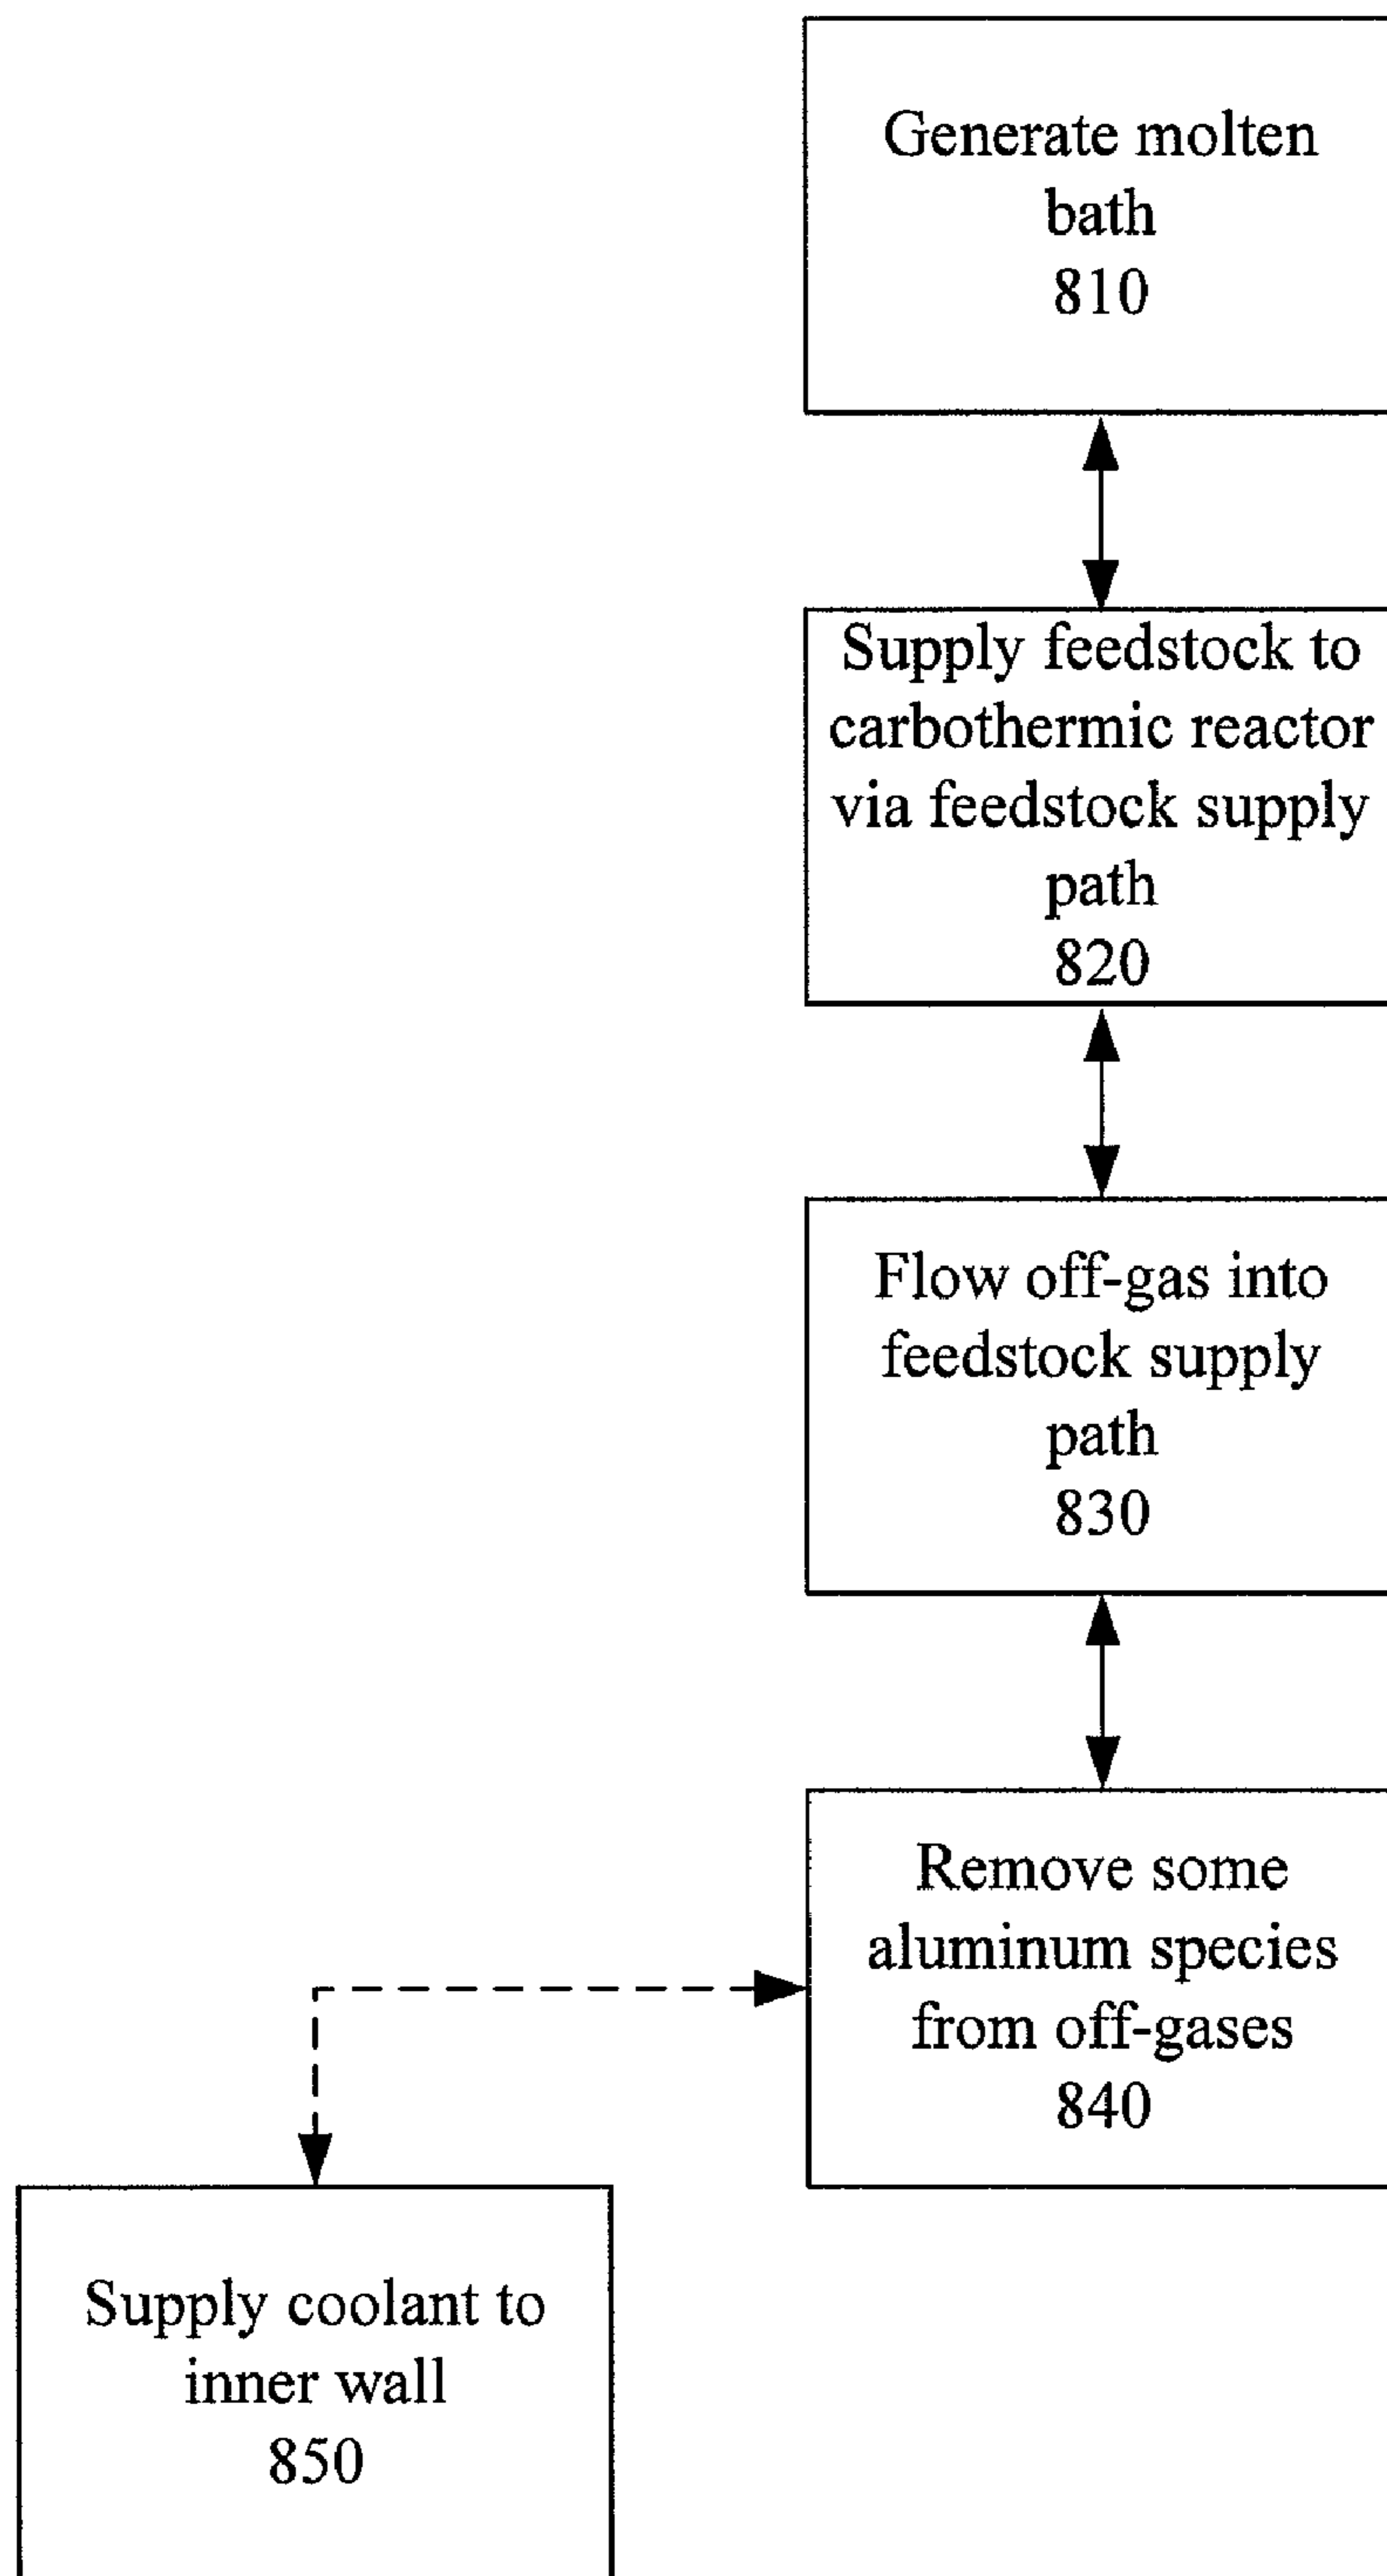 Generate molten
bath
810
Supply feedstock to
carbothermic reactor
via feedstock supply
path
820
Flow off-gas into
feedstock supply
path
830
Remove some
aluminum species
from off-gases
840
Supply coolant to
inner wall
850